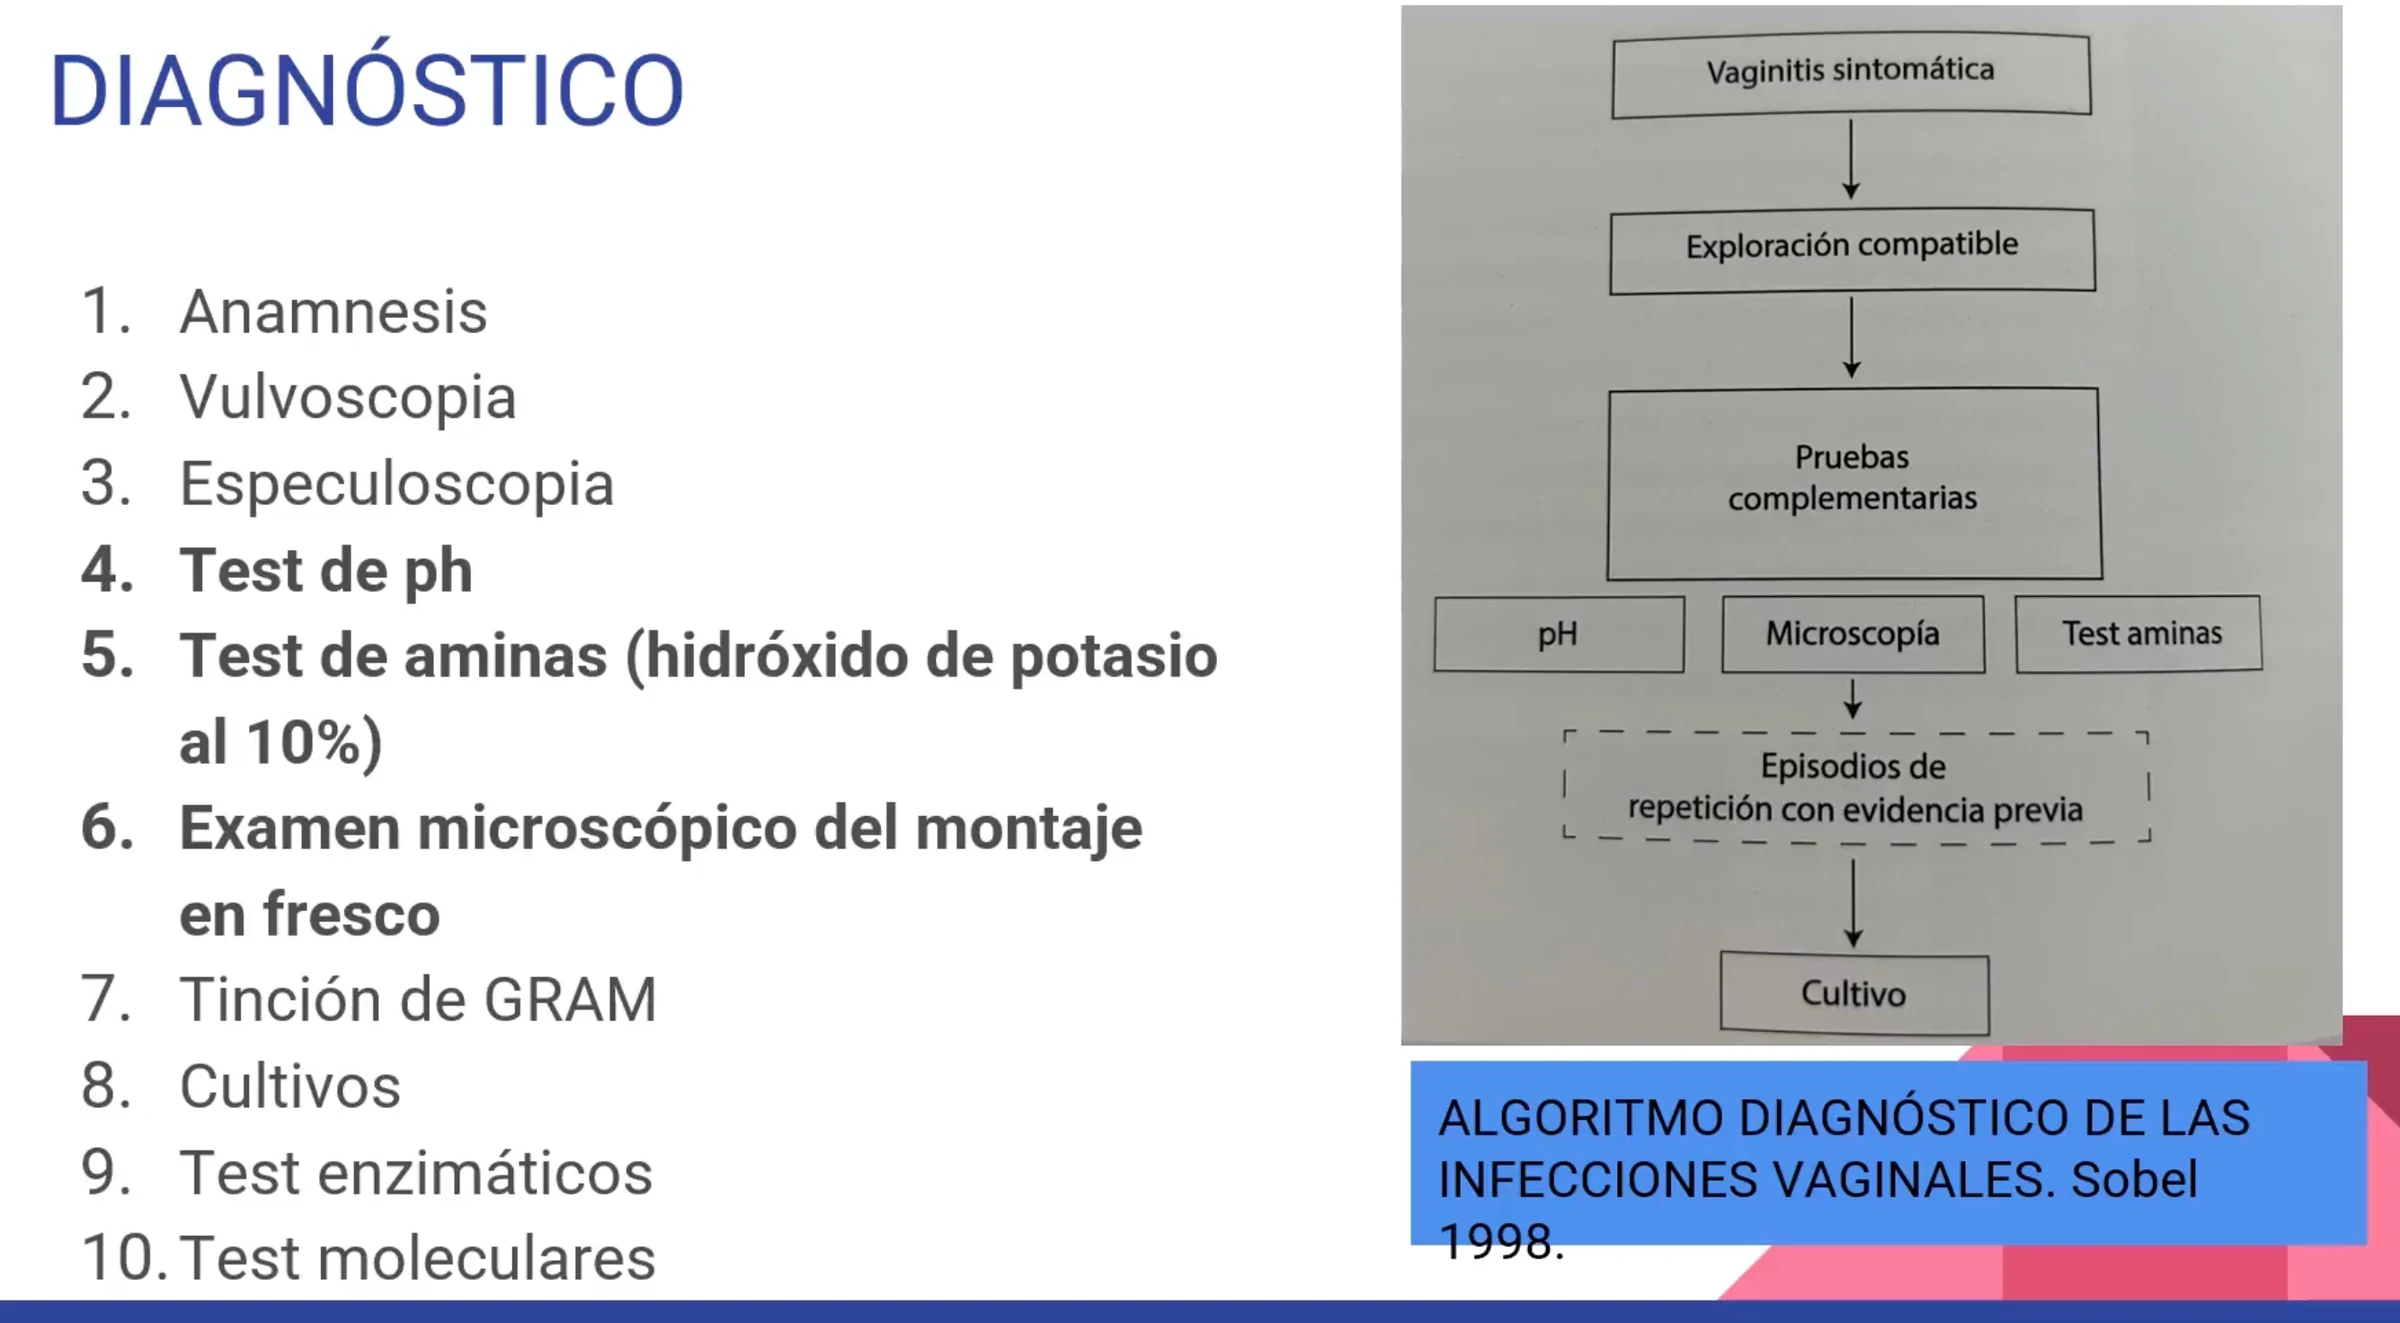 DIAGNÓSTICO
1. Anamnesis
2. Vulvoscopia
3. Especuloscopia
4. Test de ph
5. Test de aminas (hidróxido de potasio
al 10%)
6. Examen microscópico del montaje
en fresco
7. Tinción de GRAM
8. Cultivos
9. Test enzimáticos
10. Test moleculares
Vaginitis sintomática
Exploración compatible
Pruebas
complementarias
pH
Microscopía
Test aminas
Episodios de
repetición con evidencia previa
Cultivo
ALGORITMO DIAGNÓSTICO DE LAS
INFECCIONES VAGINALES. Sobel
1998.